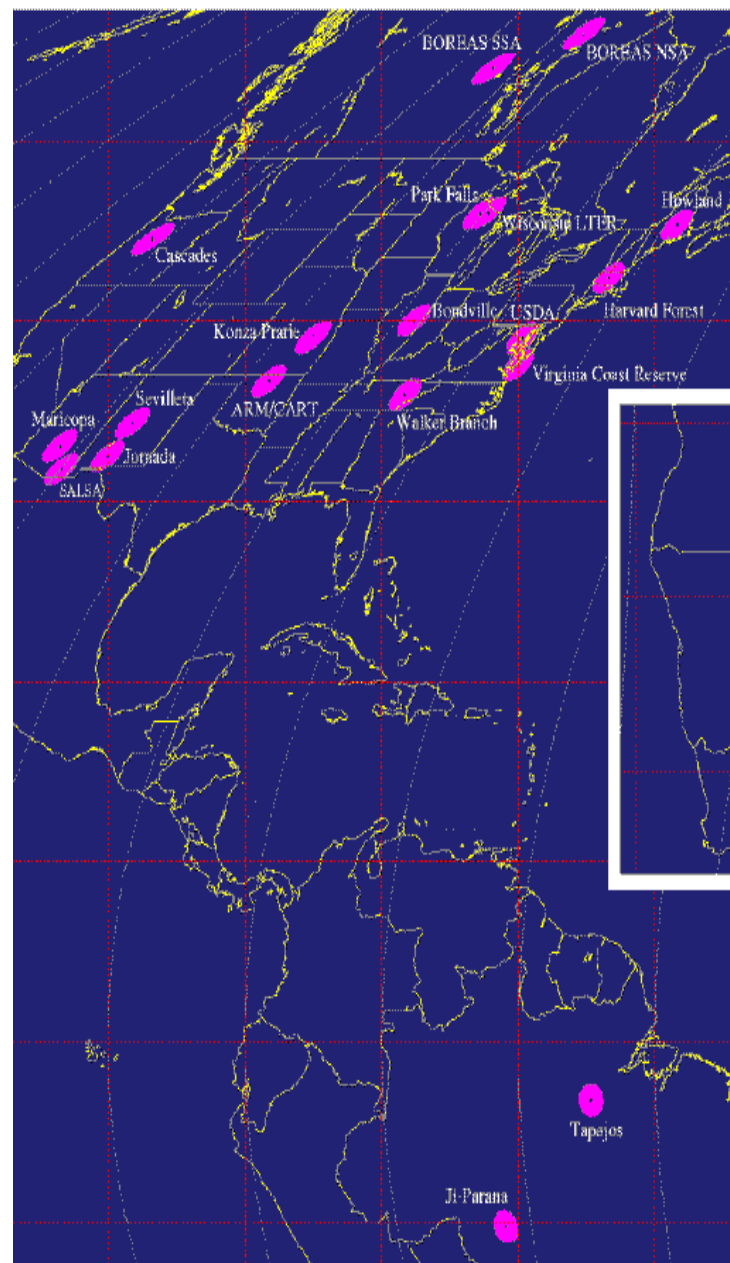 BOREAS SSA
BOREAS NSA
Park Falls
Howland
Wisconsin LTER
Cascades
Bondville
USDA
Harvard Forest
Konza Prarie
Virginia Coast Reserve
Sevilleta
ARM/CART
Maricopa
Walker Branch
Jornada
SALSA
Tapajos
Ji-Parana